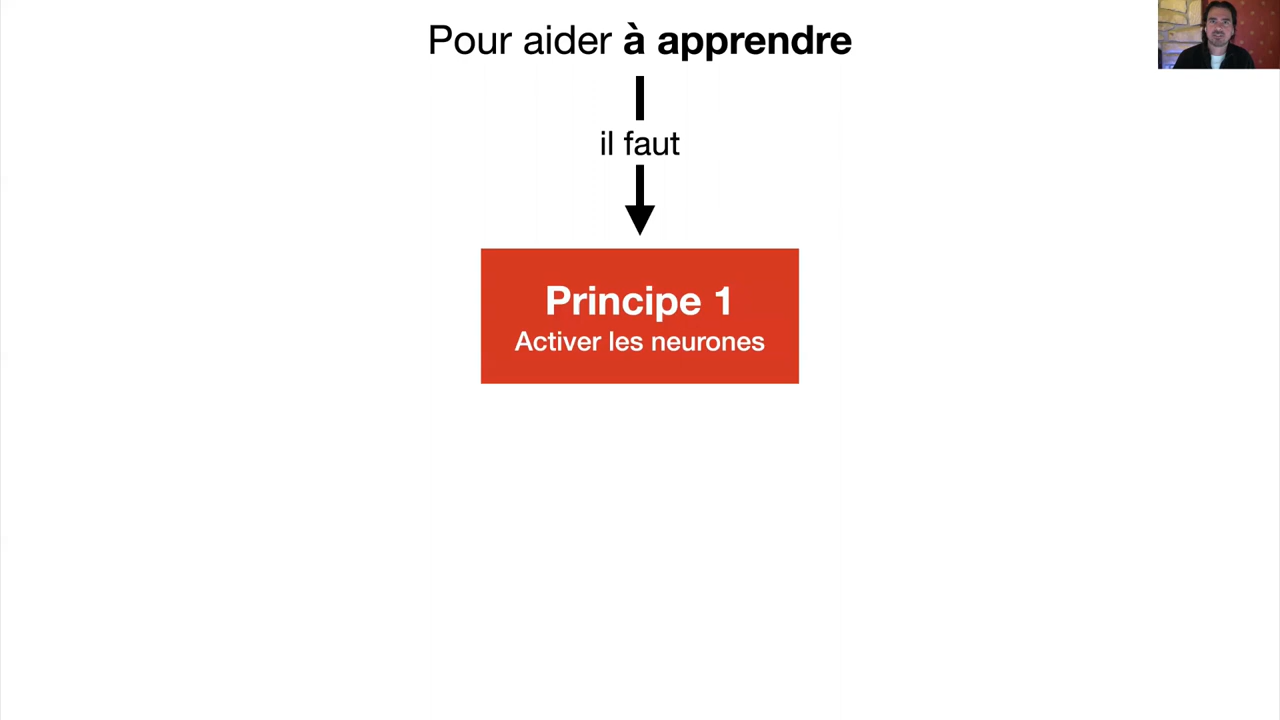 Pour aider à apprendre
il faut
Principe 1
Activer les neurones